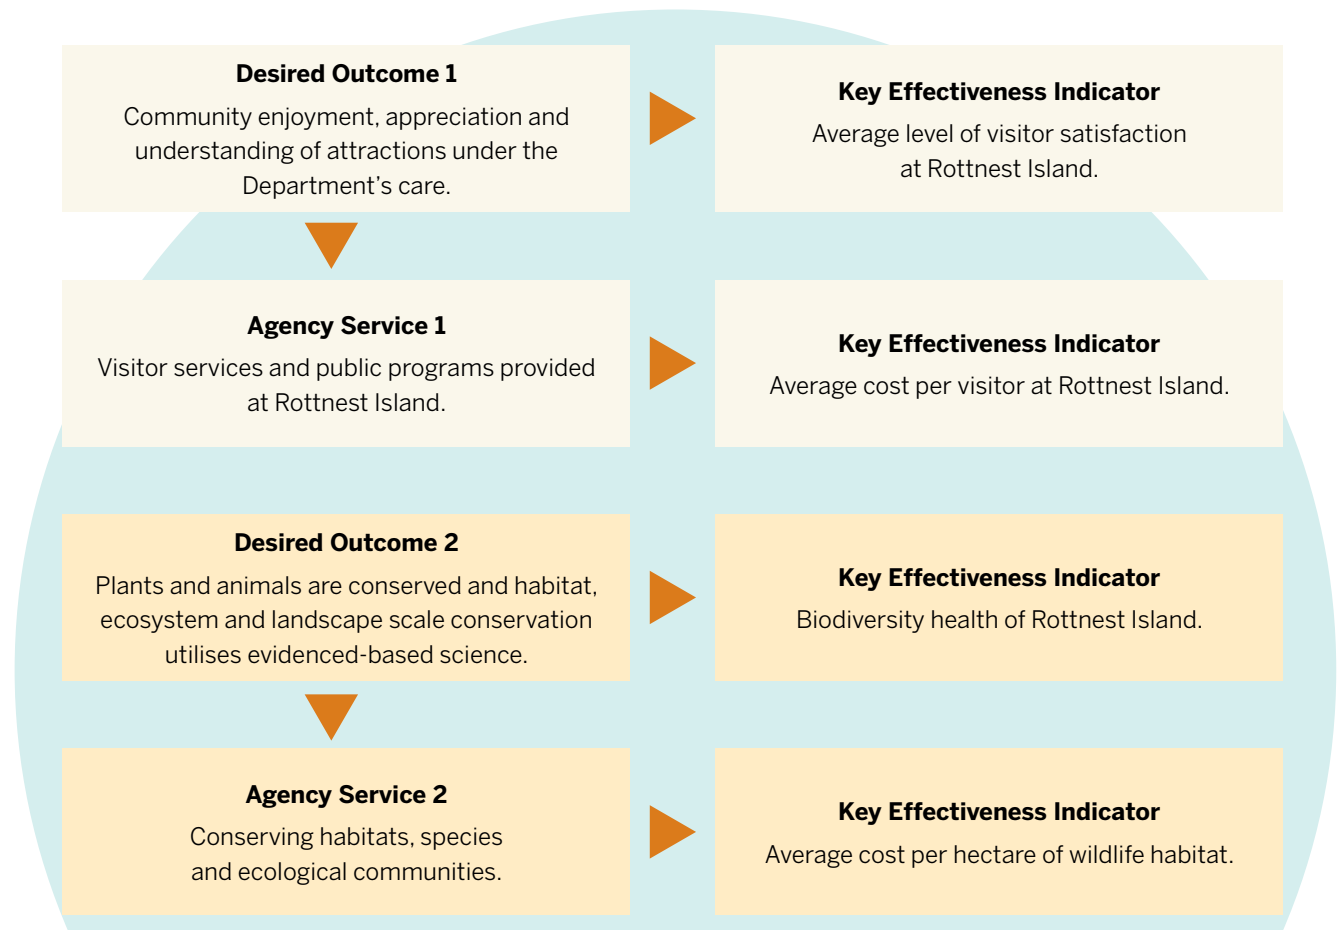 Desired Outcome 1
Community enjoyment, appreciation and
understanding of attractions under the
Department’s care.
Key Effectiveness Indicator
Average level of visitor satisfaction
at Rottnest Island.
Agency Service 1
Visitor services and public programs provided
at Rottnest Island.
Key Effectiveness Indicator
Average cost per visitor at Rottnest Island.
Desired Outcome 2
Plants and animals are conserved and habitat,
ecosystem and landscape scale conservation
utilises evidenced-based science.
Key Effectiveness Indicator
Biodiversity health of Rottnest Island.
Agency Service 2
Conserving habitats, species
and ecological communities.
Key Effectiveness Indicator
Average cost per hectare of wildlife habitat.